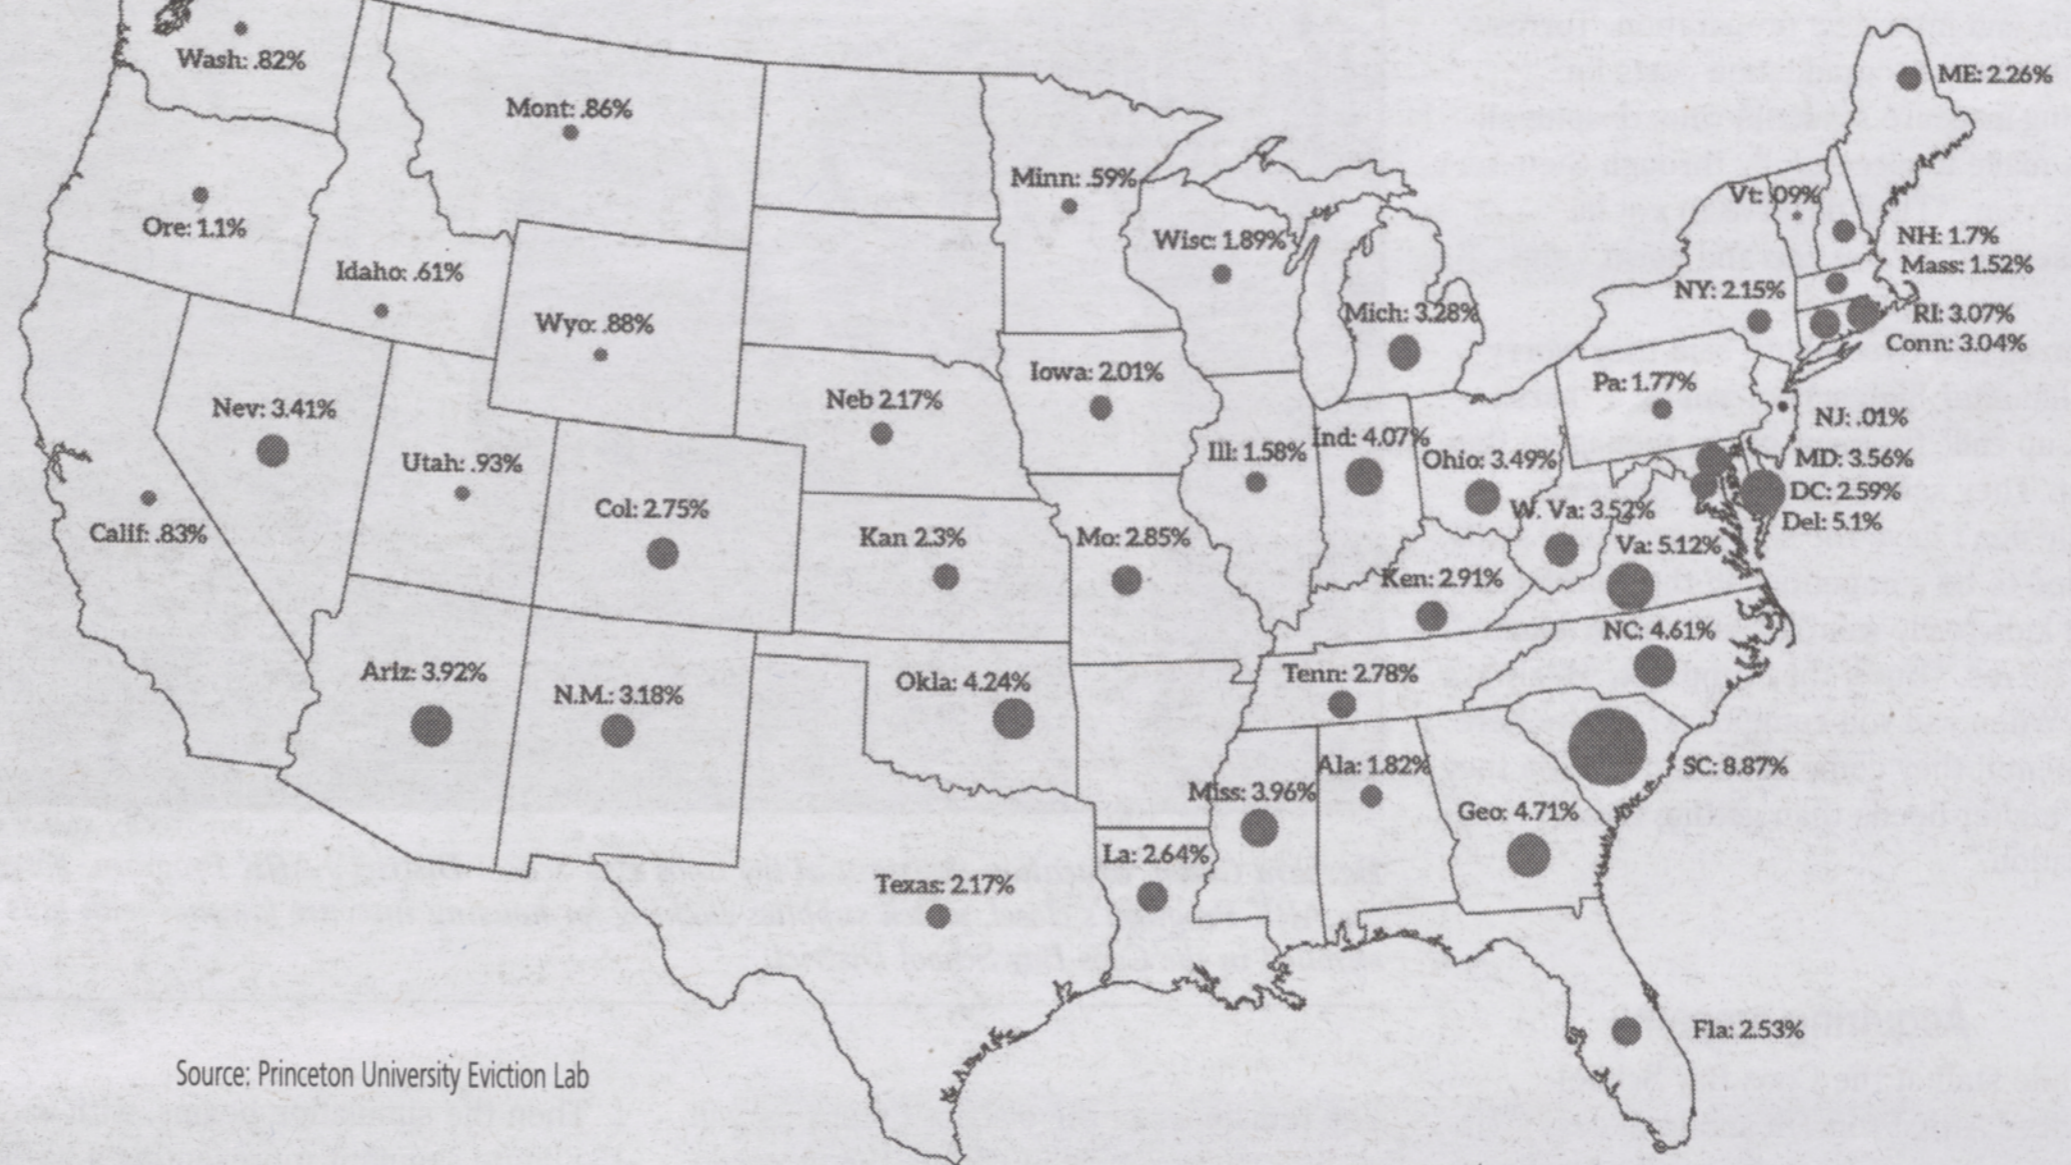 Wash: .82%
ME: 2.26%
Mont: .86%
Minn: .59%
Vt: .09%
Ore: 1.1%
Wisc: 1.89%
NH: 1.7%
Mass: 1.52%
Idaho: .61%
NY: 2.15%
Wyo: .88%
Mich: 3.28%
RI: 3.07%
Conn: 3.04%
Iowa: 2.01%
Pa: 1.77%
Nev: 3.41%
Neb 2.17%
NJ: .01%
Utah: .93%
Ill: 1.58%
Ind: 4.07%
Ohio: 3.49%
MD: 3.56%
DC: 2.59%
Col: 2.75%
W. Va: 3.52%
Del: 5.1%
Calif: .83%
Kan 2.3%
Mo: 2.85%
Va: 5.12%
Ken: 2.91%
NC: 4.61%
Ariz: 3.92%
N.M.: 3.18%
Okla: 4.24%
Tenn: 2.78%
Ala: 1.82%
SC: 8.87%
Miss: 3.96%
Geo: 4.71%
La: 2.64%
Texas: 2.17%
Fla: 2.53%
Source: Princeton University Eviction Lab